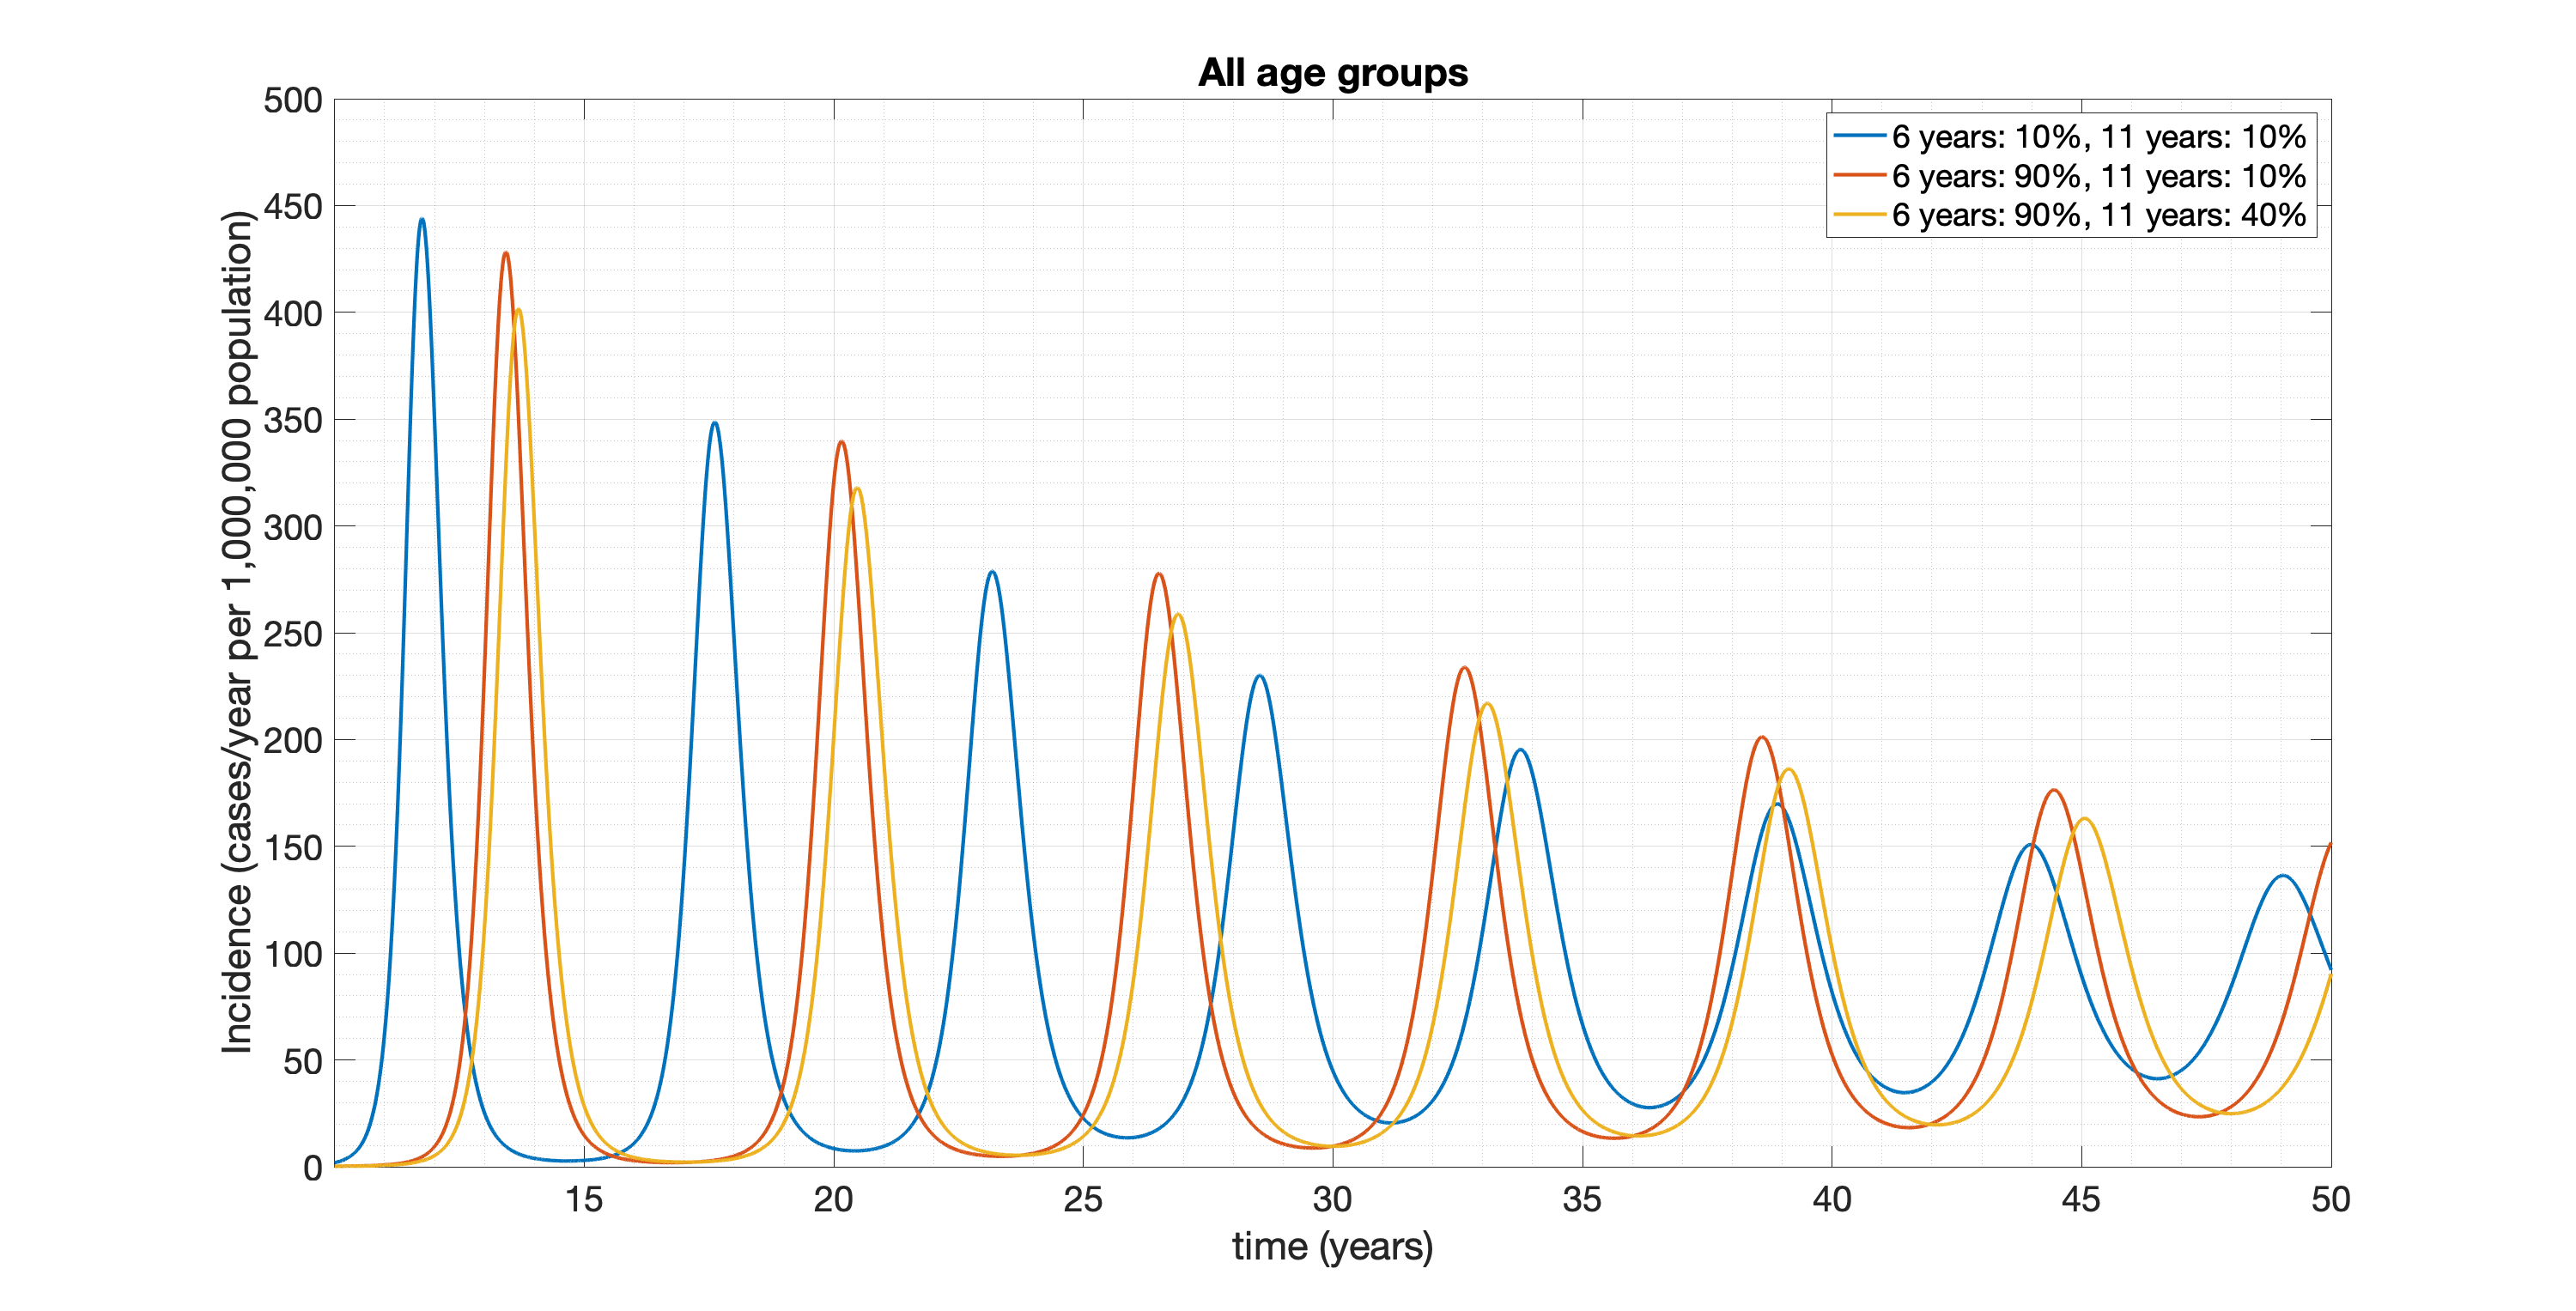 All age groups
500
450
400
350
300
250
200
150
100
50
0
Incidence (cases/year per 1,000,000 population)
6 years: 10%, 11 years: 10%
6 years: 90%, 11 years: 10%
6 years: 90%, 11 years: 40%
15 20 25 30 35 40 45 50
time (years)